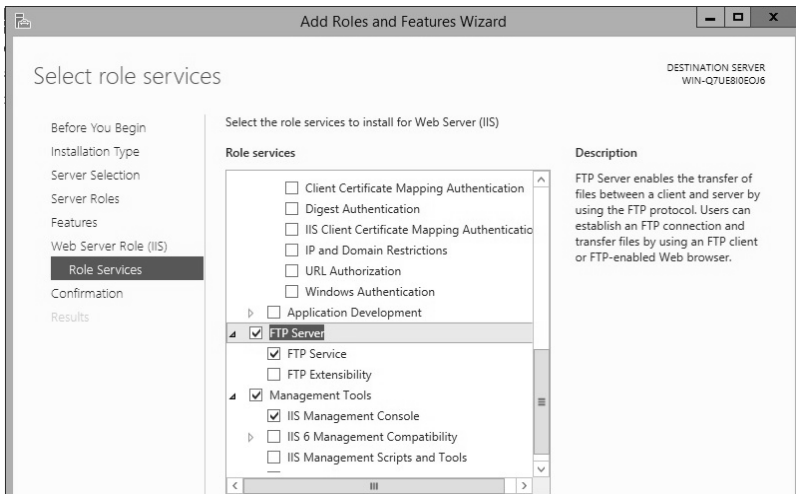 Add Roles and Features Wizard
Select role services
DESTINATION SERVER
WIN-Q7UE8I0EOJ6
Before You Begin
Installation Type
Server Selection
Server Roles
Features
Web Server Role (IIS)
Role Services
Confirmation
Results
Select the role services to install for Web Server (IIS)
Role services
Client Certificate Mapping Authentication
Digest Authentication
IIS Client Certificate Mapping Authenticatio
IP and Domain Restrictions
URL Authorization
Windows Authentication
Application Development
FTP Server
FTP Service
FTP Extensibility
Management Tools
IIS Management Console
IIS 6 Management Compatibility
IIS Management Scripts and Tools
Description
FTP Server enables the transfer of
files between a client and server by
using the FTP protocol. Users can
establish an FTP connection and
transfer files by using an FTP client
or FTP-enabled Web browser.